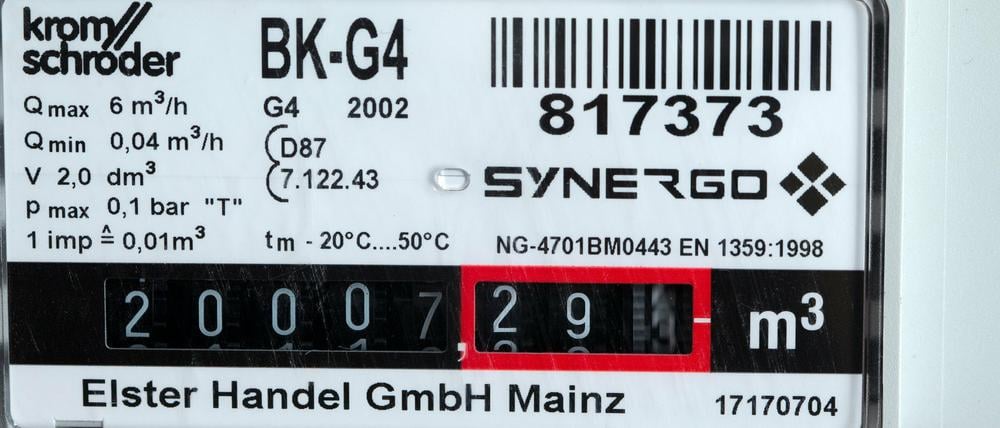 krom//
schröder
BK-G4
817373
Qmax 6 m³/h
G4 2002
Qmin 0,04 m³/h
D87
V 2,0 dm³
7.122.43
SYNERGO
p max 0,1 bar "T"
1 imp ≙ 0,01m³
tm - 20°C....50°C
NG-4701BM0443 EN 1359:1998
20007,29 m³
Elster Handel GmbH Mainz
17170704